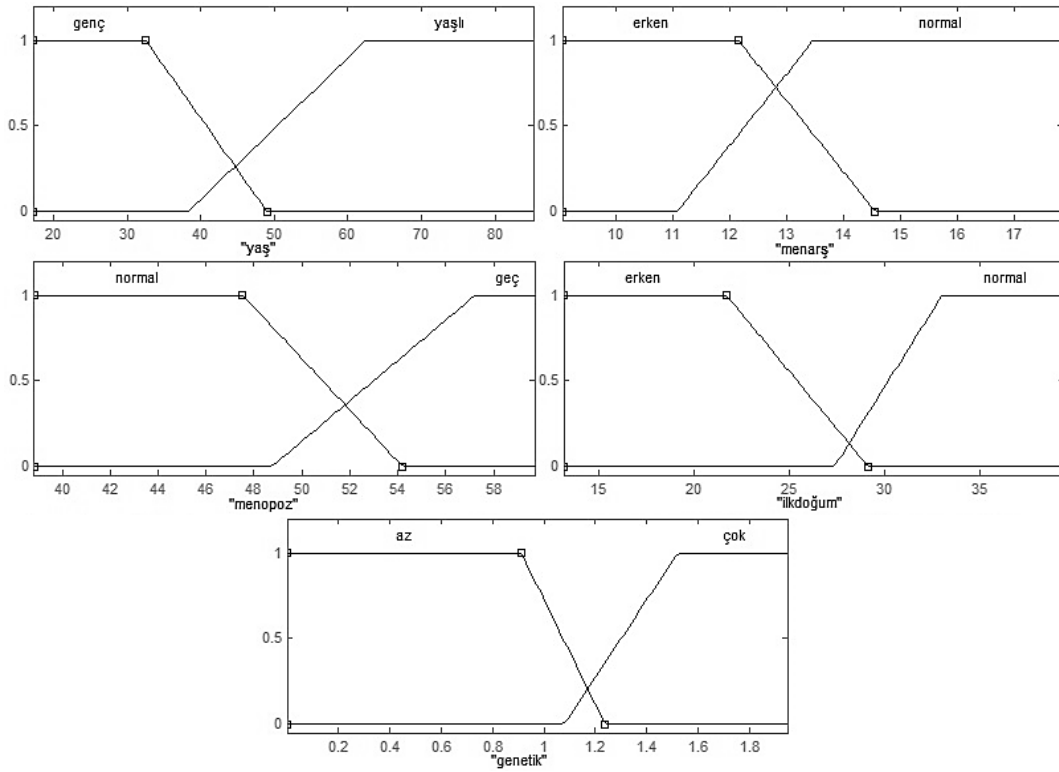 genç yaşlı
1
0.5
0
20 30 40 50 60 70 80
"yaş"
erken normal
1
0.5
0
10 11 12 13 14 15 16 17
"menarş"
normal geç
1
0.5
0
40 42 44 46 48 50 52 54 56 58
"menopoz"
erken normal
1
0.5
0
15 20 25 30 35
"ilkdoğum"
az çok
1
0.5
0
0.2 0.4 0.6 0.8 1 1.2 1.4 1.6 1.8
"genetik"